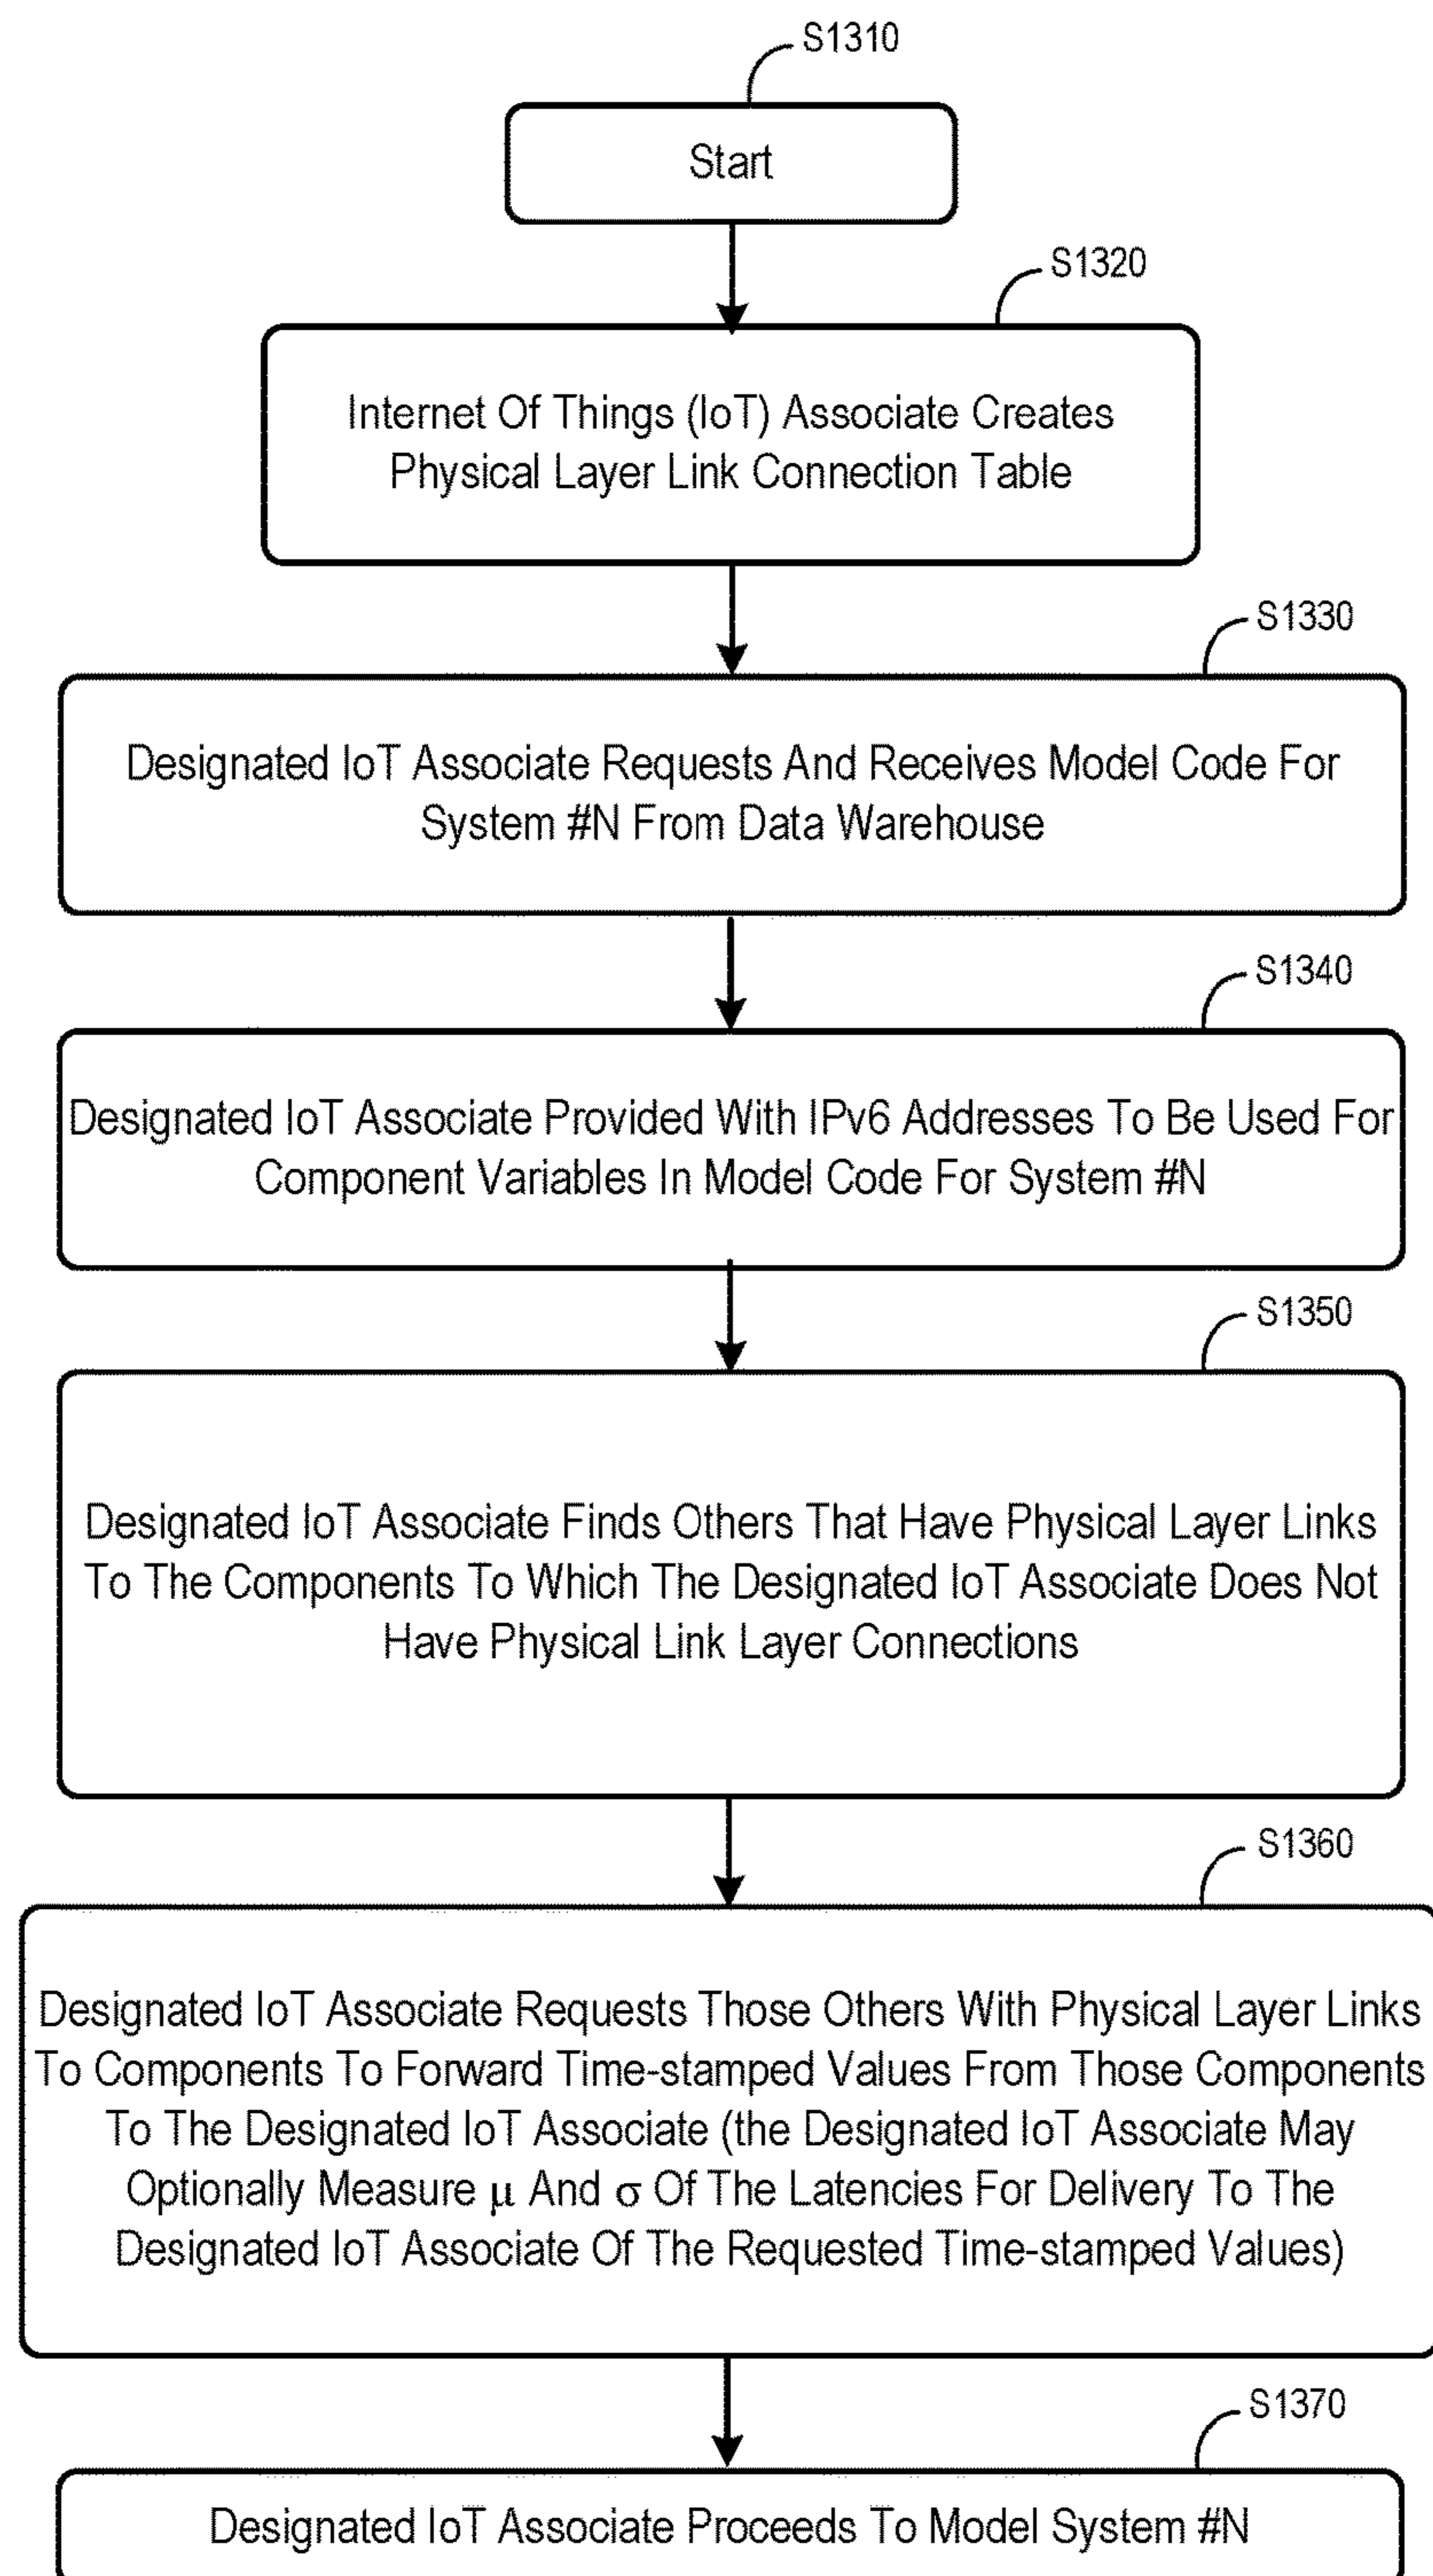 S1310
Start
S1320
Internet Of Things (IoT) Associate Creates
Physical Layer Link Connection Table
S1330
Designated IoT Associate Requests And Receives Model Code For
System #N From Data Warehouse
S1340
Designated IoT Associate Provided With IPv6 Addresses To Be Used For
Component Variables In Model Code For System #N
S1350
Designated IoT Associate Finds Others That Have Physical Layer Links
To The Components To Which The Designated IoT Associate Does Not
Have Physical Link Layer Connections
S1360
Designated IoT Associate Requests Those Others With Physical Layer Links
To Components To Forward Time-stamped Values From Those Components
To The Designated IoT Associate (the Designated IoT Associate May
Optionally Measure μ And σ Of The Latencies For Delivery To The
Designated IoT Associate Of The Requested Time-stamped Values)
S1370
Designated IoT Associate Proceeds To Model System #N